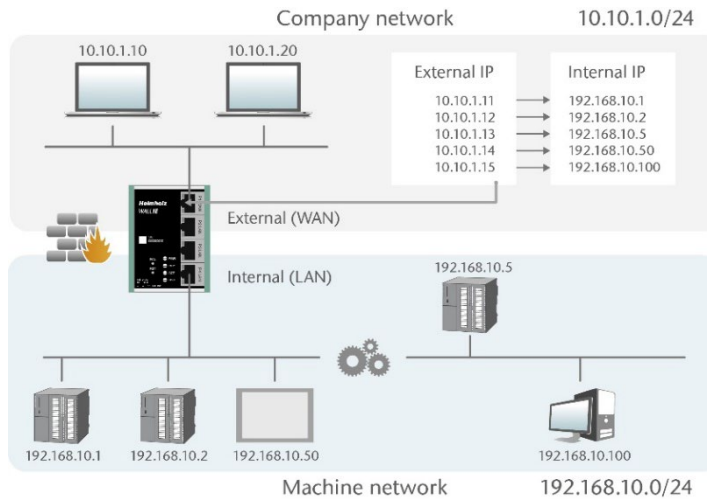 Company network 10.10.1.0/24
10.10.1.10 10.10.1.20
External IP Internal IP
10.10.1.11 192.168.10.1
10.10.1.12 192.168.10.2
10.10.1.13 192.168.10.5
10.10.1.14 192.168.10.50
10.10.1.15 192.168.10.100
Helmholz
WALL IE
External (WAN)
Internal (LAN)
192.168.10.5
192.168.10.1 192.168.10.2 192.168.10.50 192.168.10.100
Machine network 192.168.10.0/24